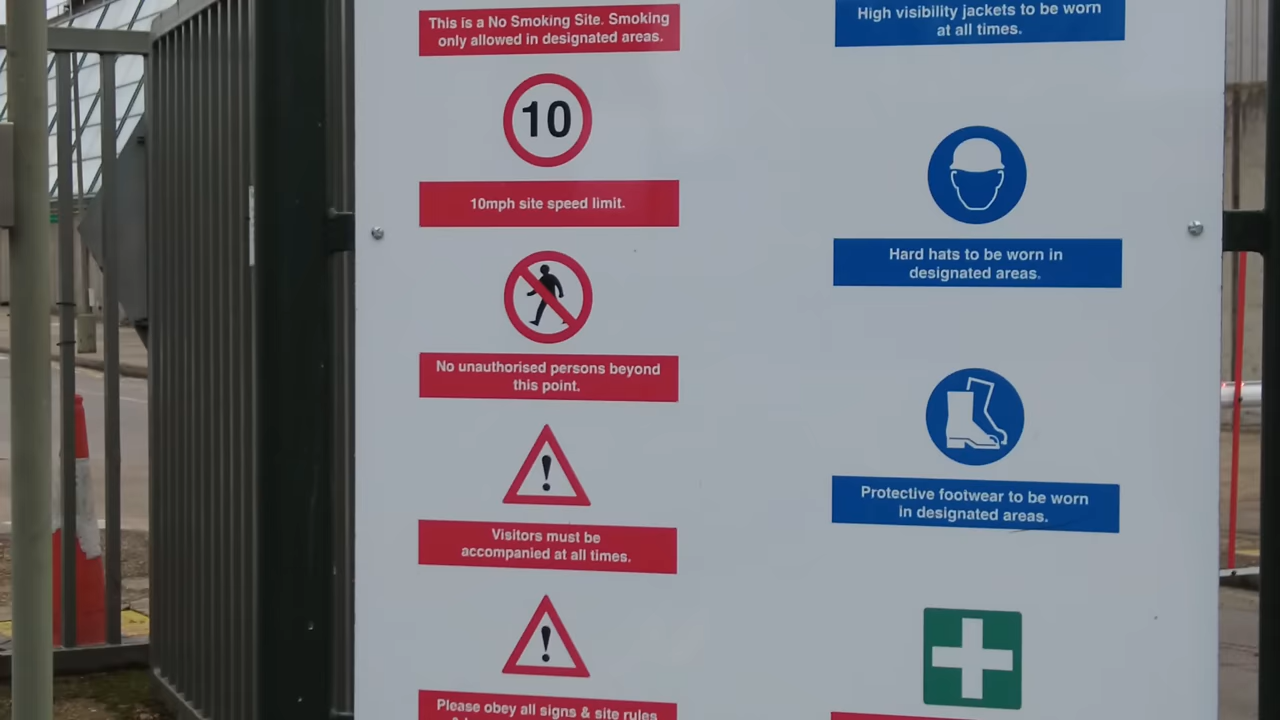 This is a No Smoking Site. Smoking
only allowed in designated areas.
10
10mph site speed limit.
No unauthorised persons beyond
this point.
Visitors must be
accompanied at all times.
Please obey all signs & site rules
High visibility jackets to be worn
at all times.
Hard hats to be worn in
designated areas.
Protective footwear to be worn
in designated areas.